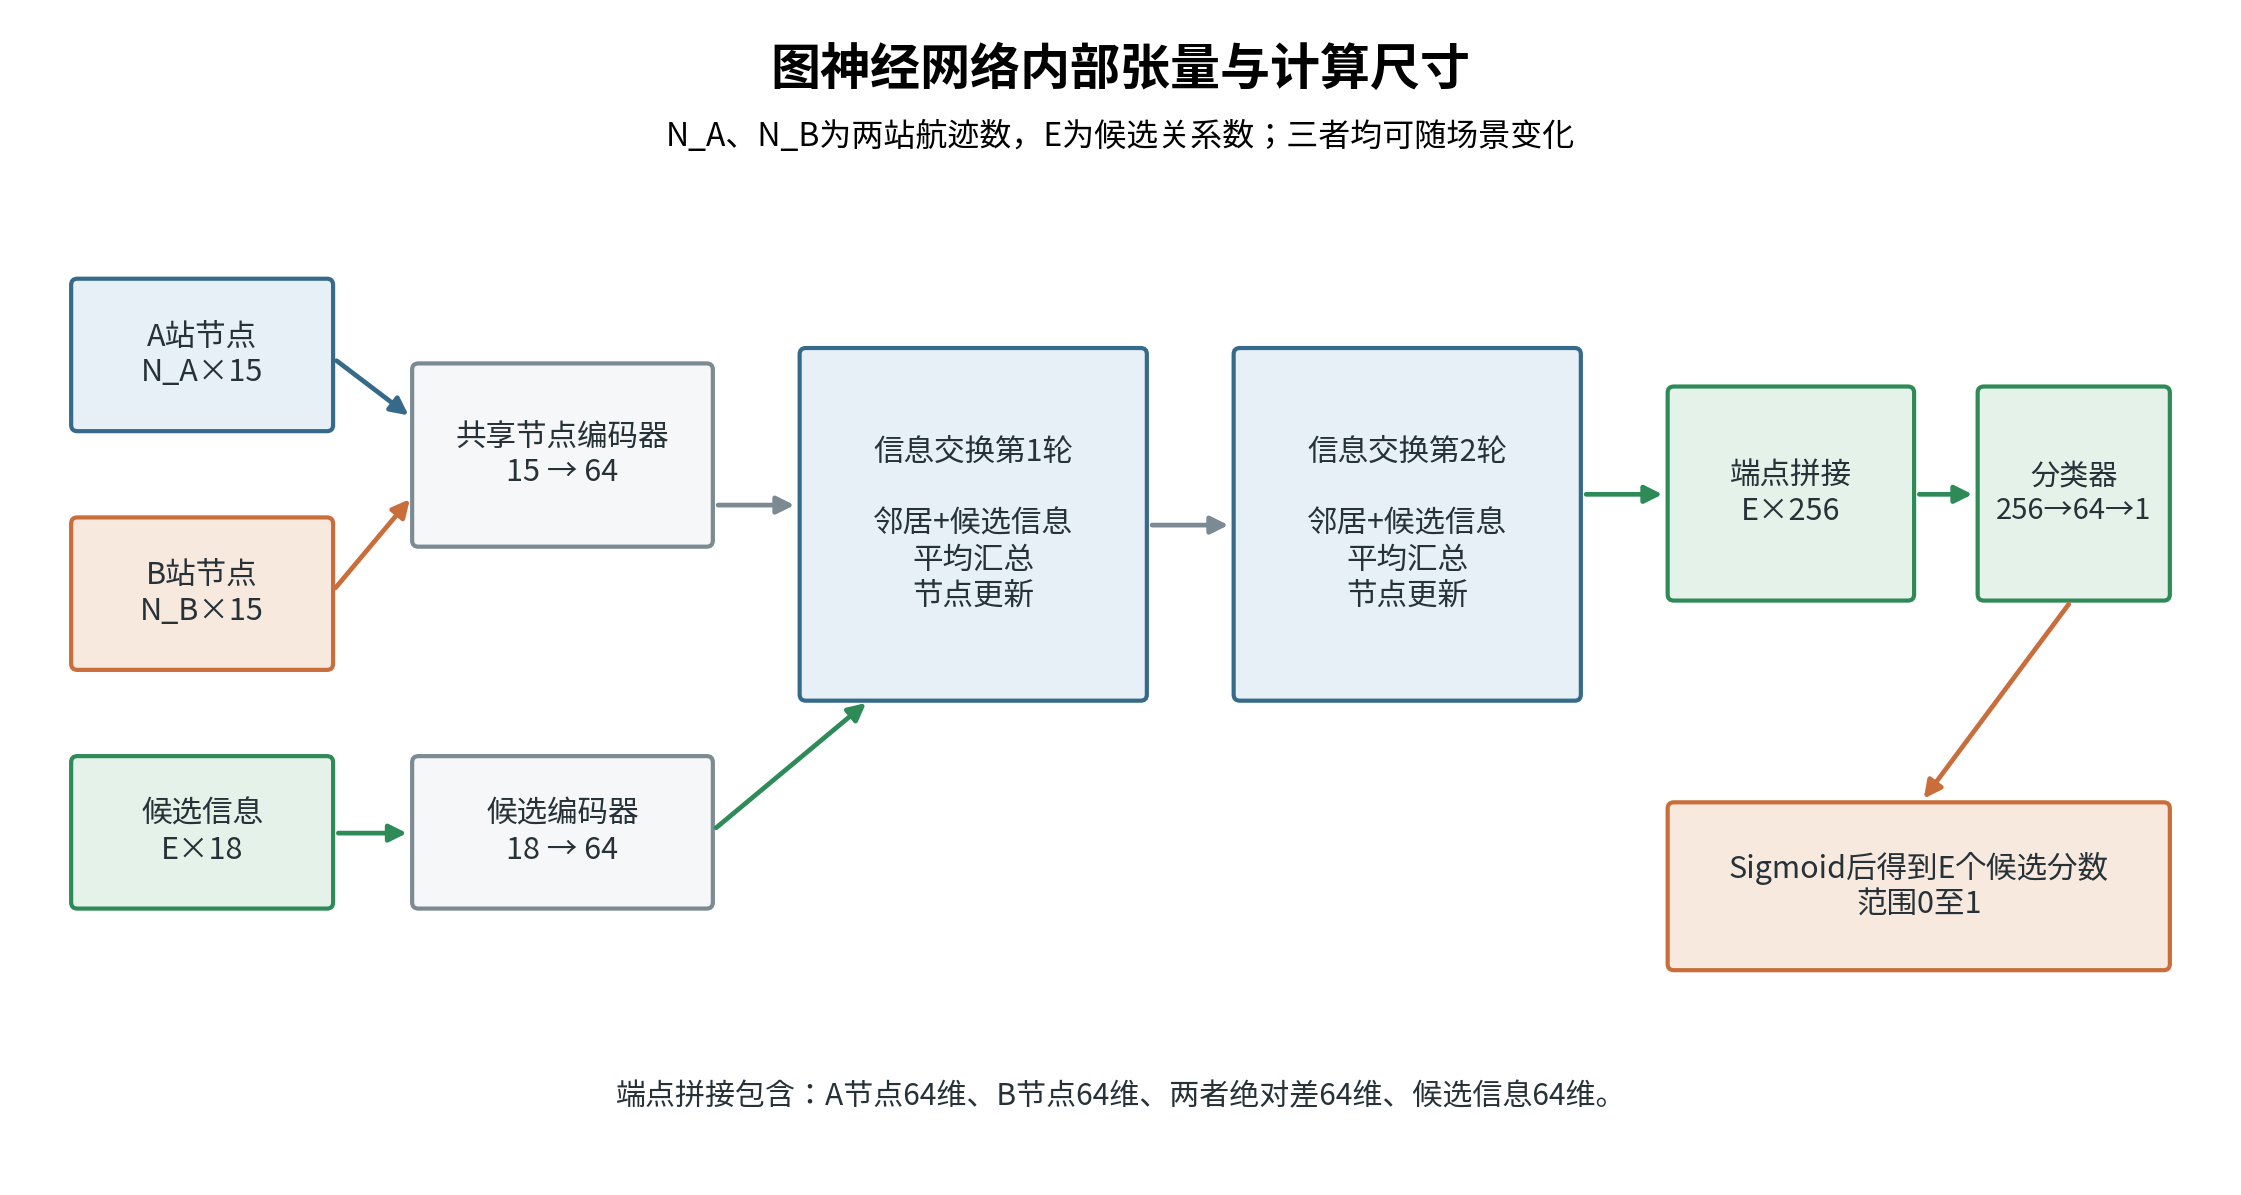 图神经网络内部张量与计算尺寸
N_A、N_B为两站航迹数，E为候选关系数；三者均可随场景变化
A站节点
N_A×15
B站节点
N_B×15
候选信息
E×18
共享节点编码器
15 → 64
候选编码器
18 → 64
信息交换第1轮
邻居+候选信息
平均汇总
节点更新
信息交换第2轮
邻居+候选信息
平均汇总
节点更新
端点拼接
E×256
分类器
256→64→1
Sigmoid后得到E个候选分数
范围0至1
端点拼接包含：A节点64维、B节点64维、两者绝对差64维、候选信息64维。